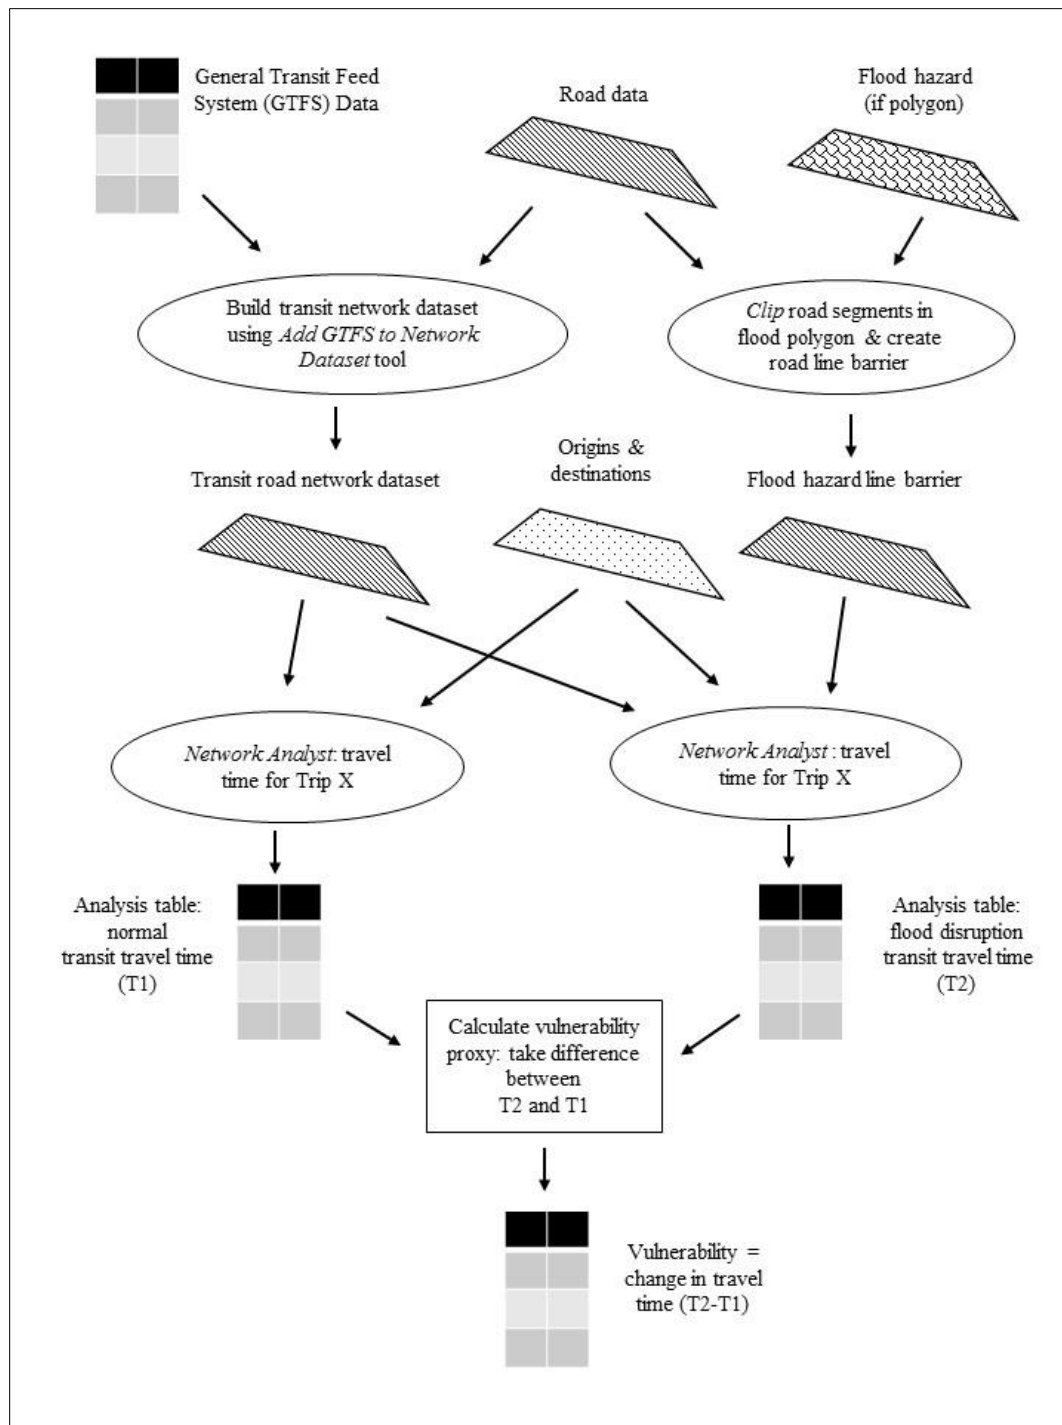 General Transit Feed
System (GTFS) Data
Road data
Flood hazard
(if polygon)
Build transit network dataset
using Add GTFS to Network
Dataset tool
Clip road segments in
flood polygon & create
road line barrier
Transit road network dataset
Origins &
destinations
Flood hazard line barrier
Network Analyst: travel
time for Trip X
Network Analyst : travel
time for Trip X
Analysis table:
normal
transit travel time
(T1)
Analysis table:
flood disruption
transit travel time
(T2)
Calculate vulnerability
proxy: take difference
between
T2 and T1
Vulnerability =
change in travel
time (T2-T1)